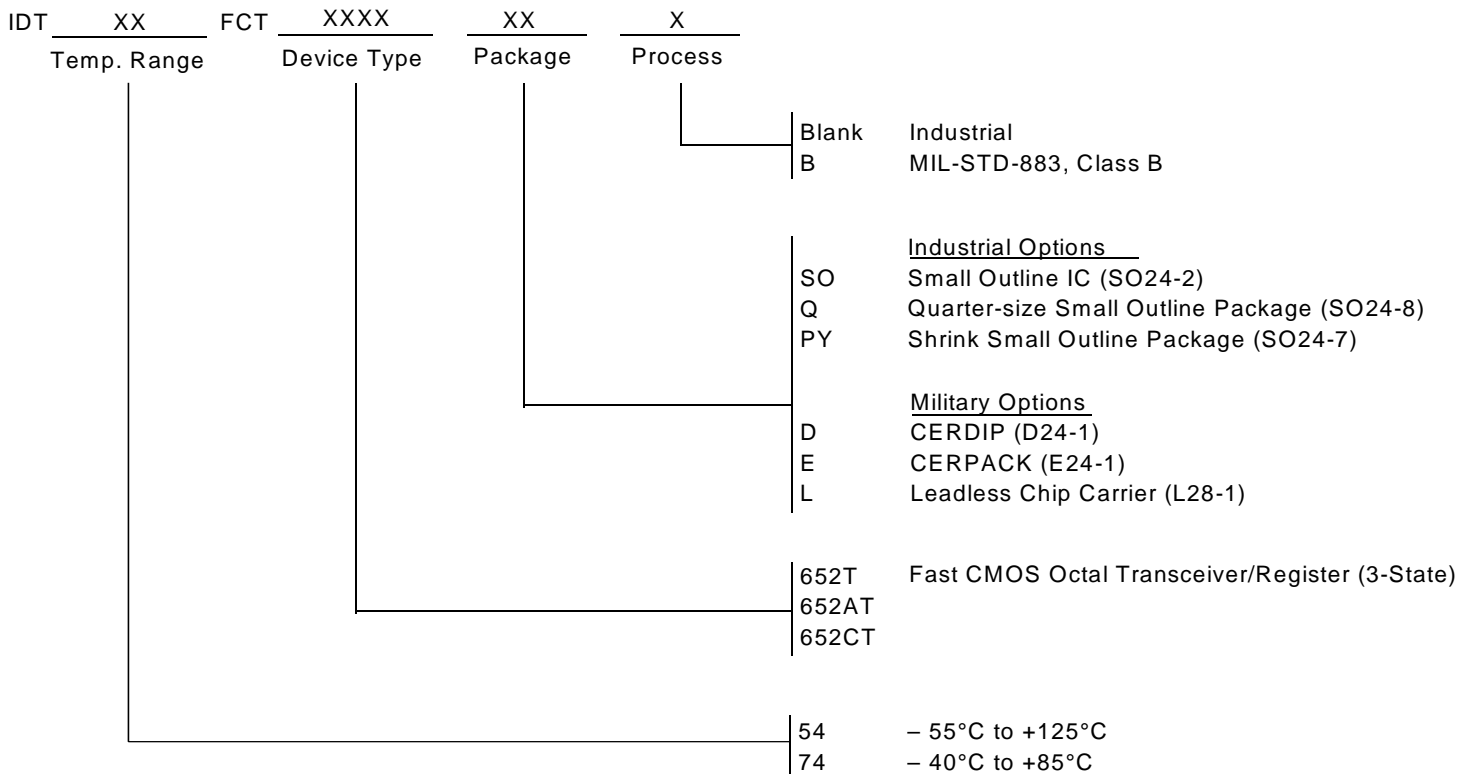 IDT XX FCT XXXX XX X
Temp. Range Device Type Package Process
Blank Industrial
B MIL-STD-883, Class B
Industrial Options
SO Small Outline IC (SO24-2)
Q Quarter-size Small Outline Package (SO24-8)
PY Shrink Small Outline Package (SO24-7)
Military Options
D CERDIP (D24-1)
E CERPACK (E24-1)
L Leadless Chip Carrier (L28-1)
652T Fast CMOS Octal Transceiver/Register (3-State)
652AT
652CT
54 – 55°C to +125°C
74 – 40°C to +85°C